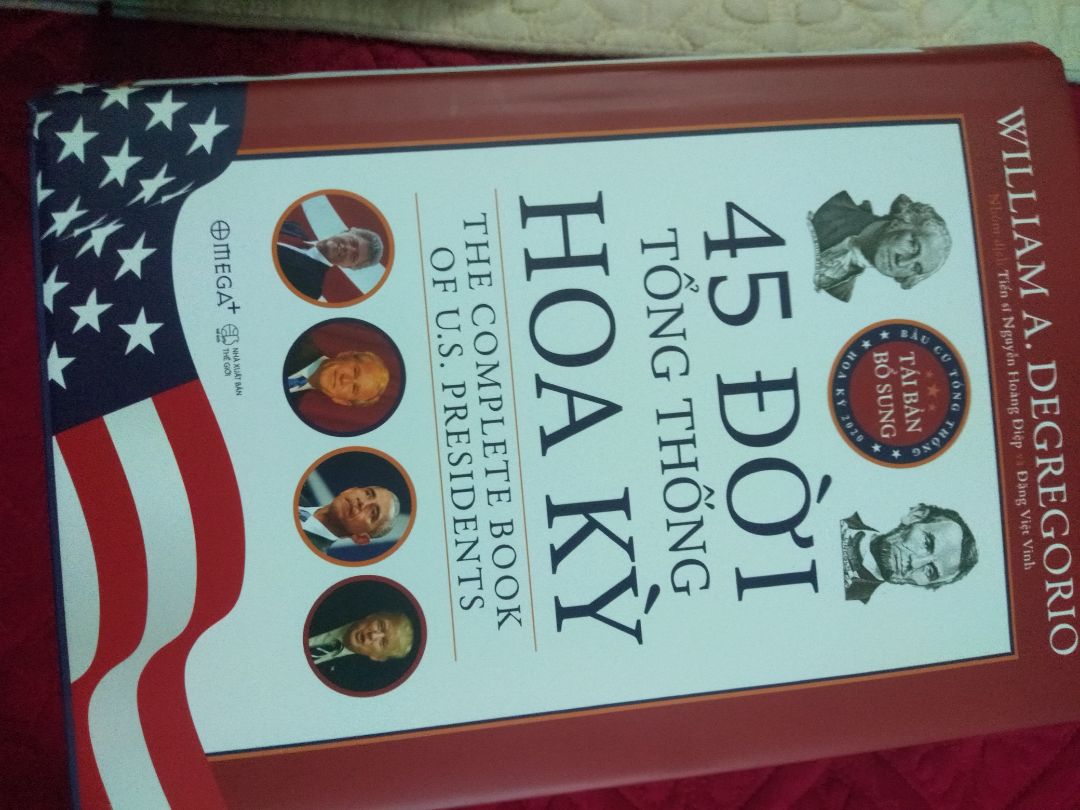 WILLIAM A. DEGREGORIO
Nhóm dịch: Tiến sĩ Nguyễn Hoàng Điệp và Đặng Việt Vinh
BẦU CỬ TỔNG THỐNG
TÁI BẢN
BỔ SUNG
HOA KỲ 2020
45 ĐỜI
TỔNG THỐNG
HOA KỲ
THE COMPLETE BOOK
OF U.S. PRESIDENTS
OMEGA+
NHÀ XUẤT BẢN
THẾ GIỚI